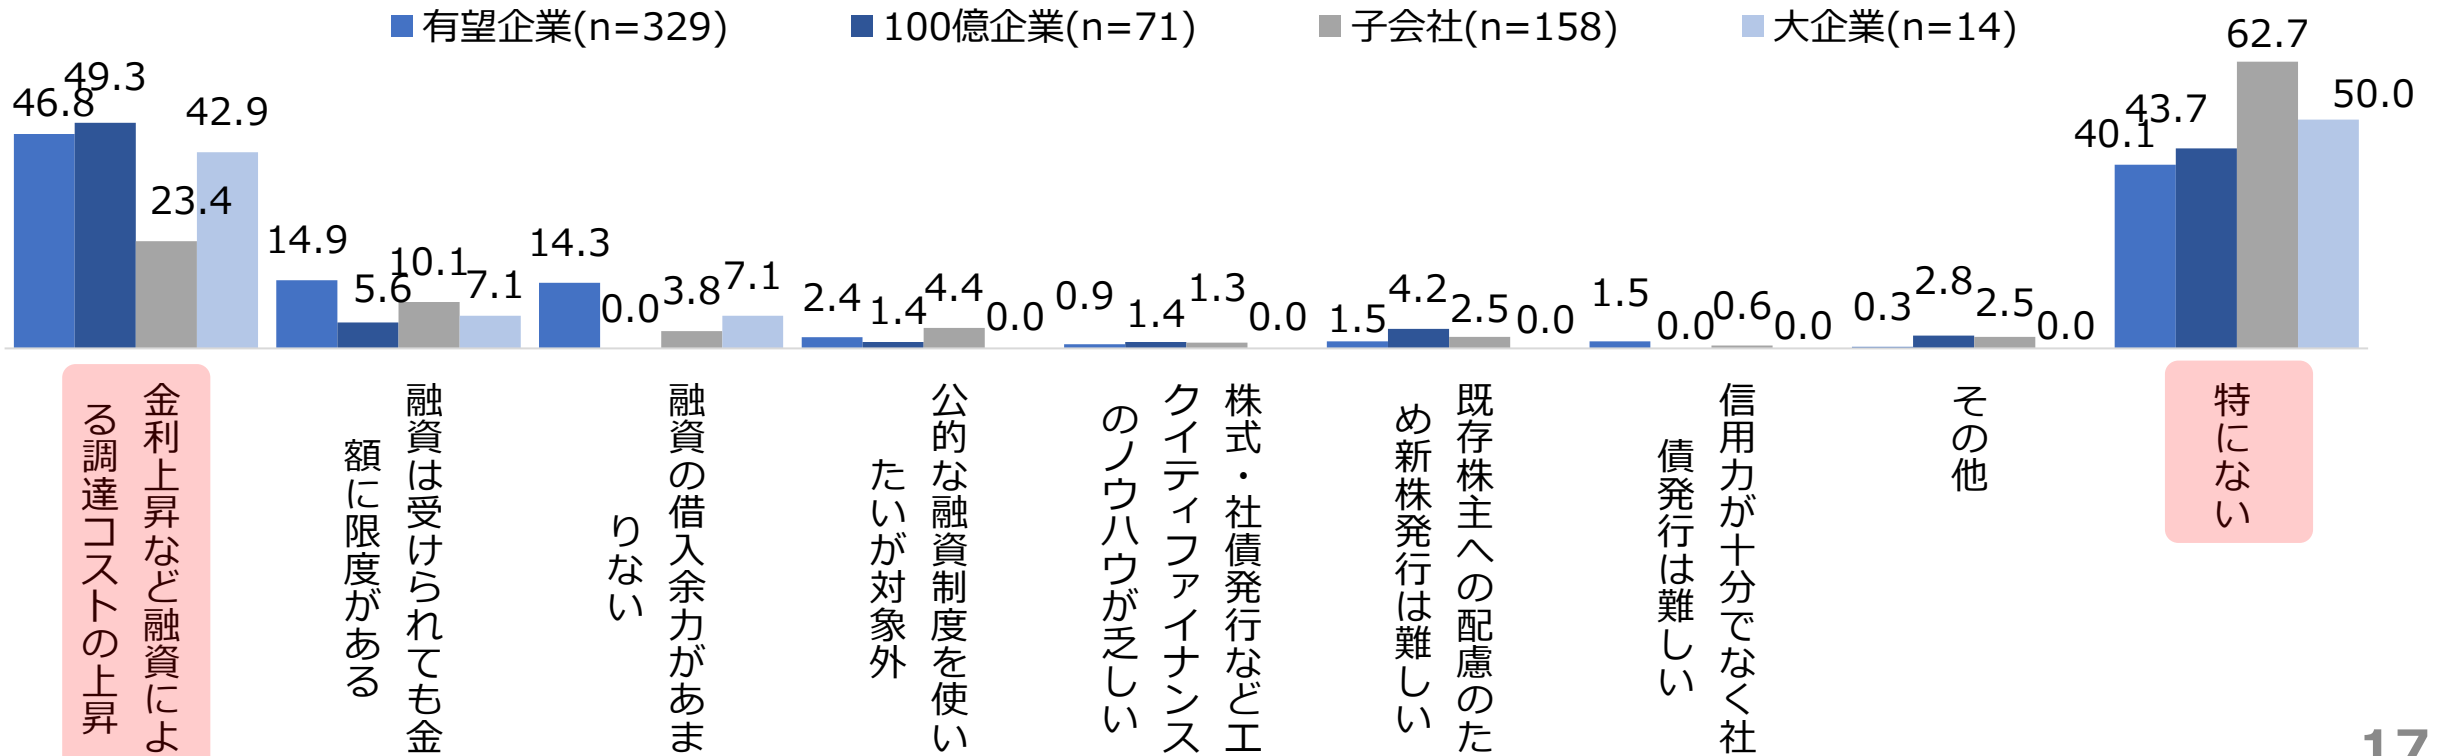 有望企業(n=329) 100億企業(n=71) 子会社(n=158) 大企業(n=14)
46.8 49.3 23.4 42.9
14.9 5.6 10.1 7.1
14.3 0.0 3.8 7.1
2.4 1.4 4.4 0.0
0.9 1.4 1.3 0.0
1.5 4.2 2.5 0.0
1.5 0.0 0.6 0.0
0.3 2.8 2.5 0.0
40.1 43.7 62.7 50.0
金利上昇など融資によ
る調達コストの上昇
融資は受けられても金
額に限度がある
融資の借入余力があま
りない
公的な融資制度を使い
たいが対象外
株式・社債発行などエ
クイティファイナンス
のノウハウが乏しい
既存株主への配慮のた
め新株発行は難しい
信用力が十分でなく社
債発行は難しい
その他
特にない
17